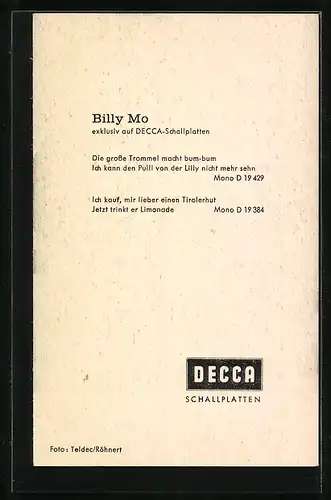 Billy Mo
exklusiv auf DECCA-Schallplatten
Die große Trommel macht bum-bum
Ich kann den Pulli von der Lilly nicht mehr sehn
Mono D 19 429
Ich kauf, mir lieber einen Tirolerhut
Jetzt trinkt er Limonade Mono D 19 384
DECCA
SCHALLPLATTEN
Foto: Teldec/Röhnert